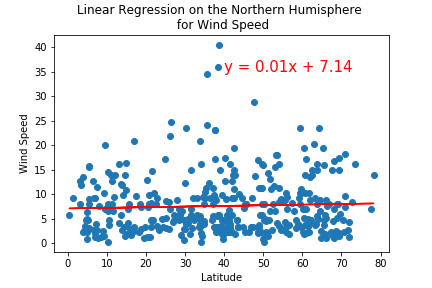 Linear Regression on the Northern Humisphere
for Wind Speed
y = 0.01x + 7.14
Wind Speed
40
35
30
25
20
15
10
5
0
0 10 20 30 40 50 60 70 80
Latitude